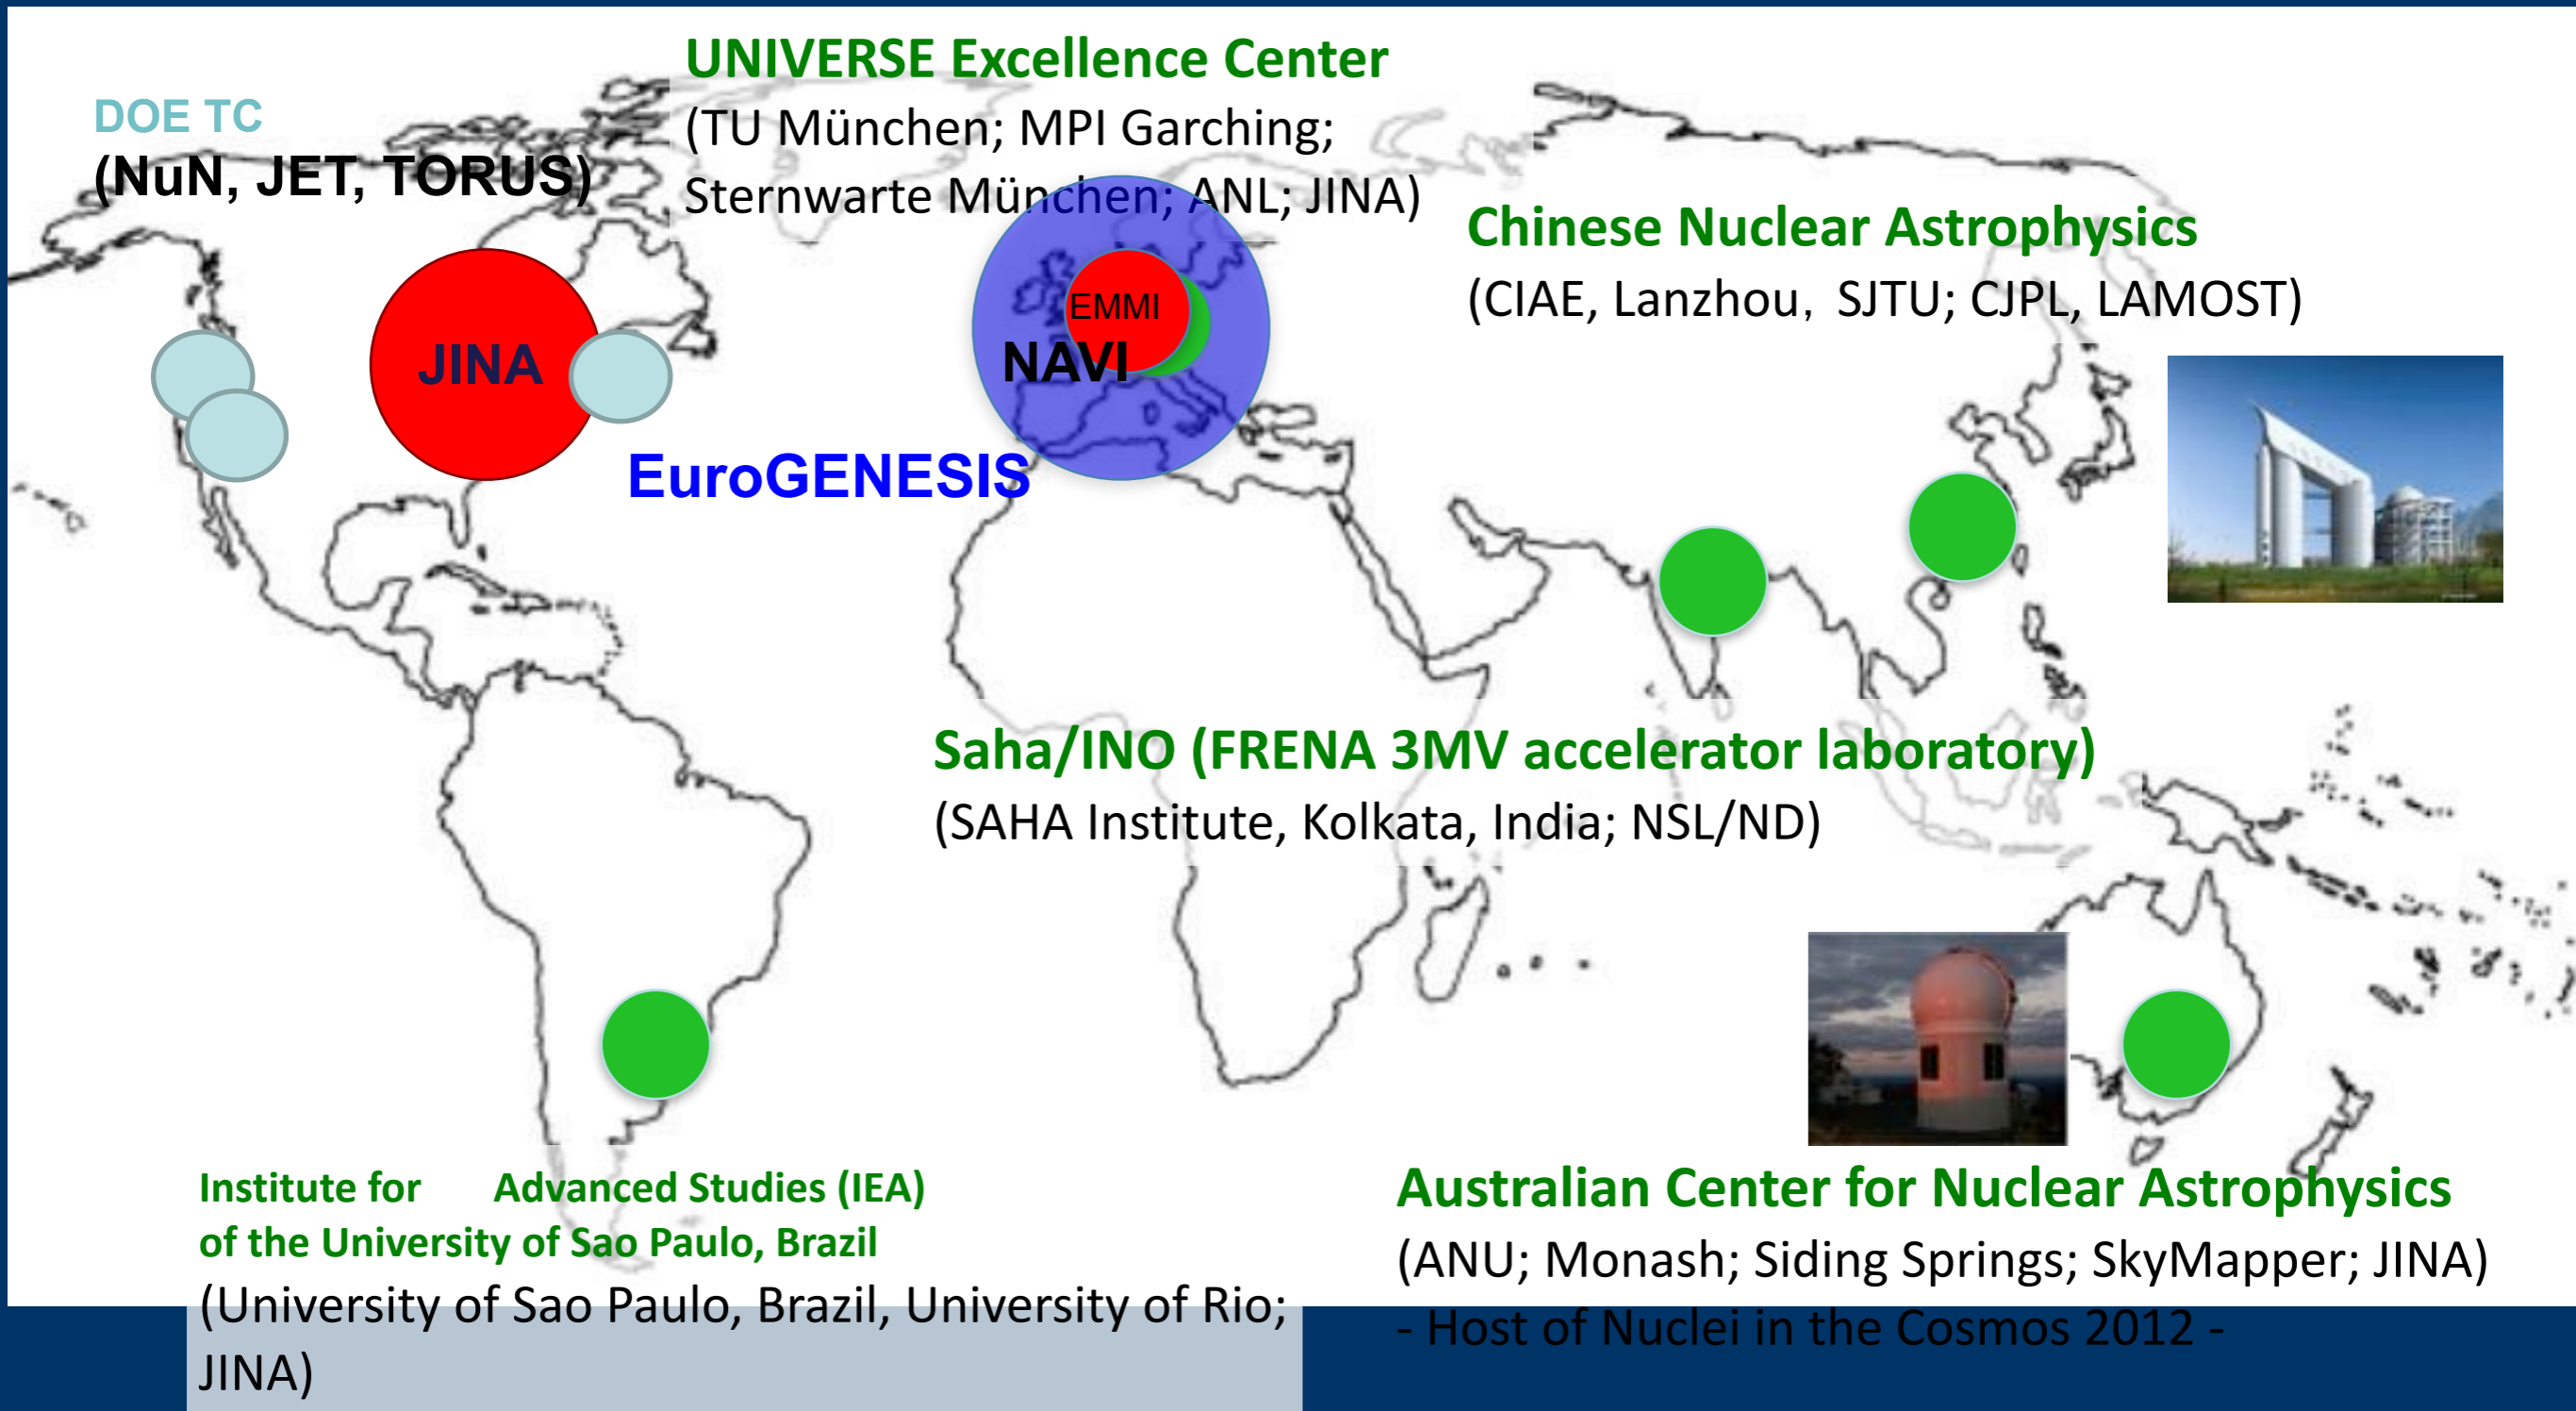 UNIVERSE Excellence Center
(TU München; MPI Garching;
Sternwarte München; ANL; JINA)
DOE TC
(NuN, JET, TORUS)
Chinese Nuclear Astrophysics
(CIAE, Lanzhou, SJTU; CJPL, LAMOST)
JINA
EMMI
NAVI
EuroGENESIS
Saha/INO (FRENA 3MV accelerator laboratory)
(SAHA Institute, Kolkata, India; NSL/ND)
Institute for Advanced Studies (IEA)
of the University of Sao Paulo, Brazil
(University of Sao Paulo, Brazil, University of Rio;
JINA)
Australian Center for Nuclear Astrophysics
(ANU; Monash; Siding Springs; SkyMapper; JINA)
- Host of Nuclei in the Cosmos 2012 -